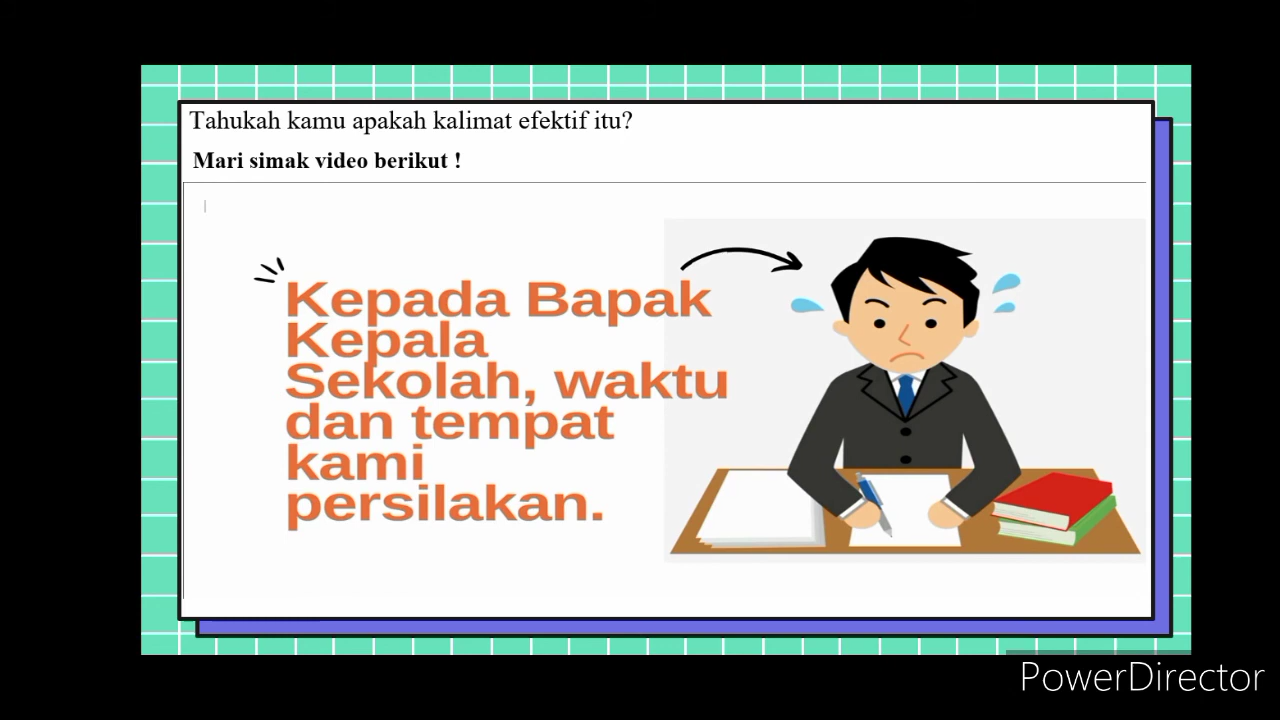 Tahukah kamu apakah kalimat efektif itu?
Mari simak video berikut !
Kepada Bapak
Kepala
Sekolah, waktu
dan tempat
kami
persilakan.
PowerDirector